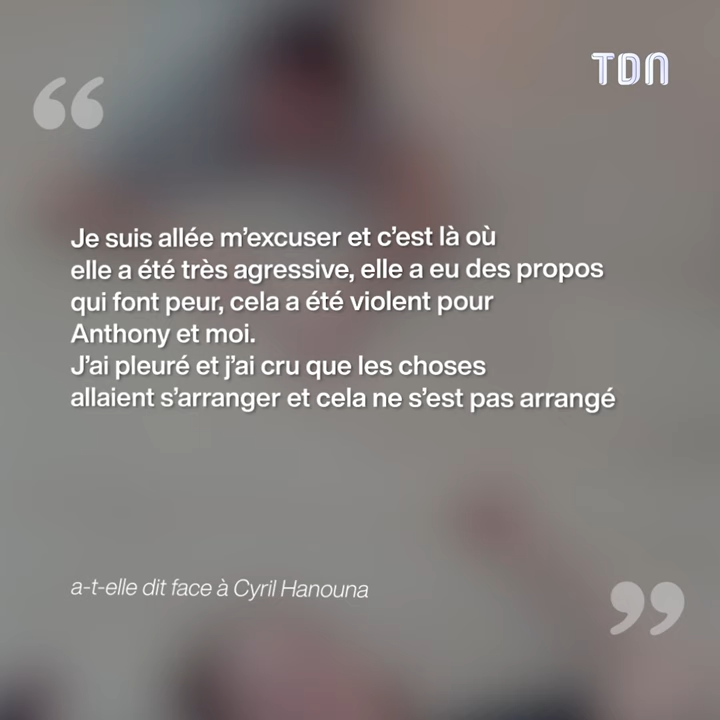 TDN
“
Je suis allée m’excuser et c’est là où
elle a été très agressive, elle a eu des propos
qui font peur, cela a été violent pour
Anthony et moi.
J’ai pleuré et j’ai cru que les choses
allaient s’arranger et cela ne s’est pas arrangé
a-t-elle dit face à Cyril Hanouna
”